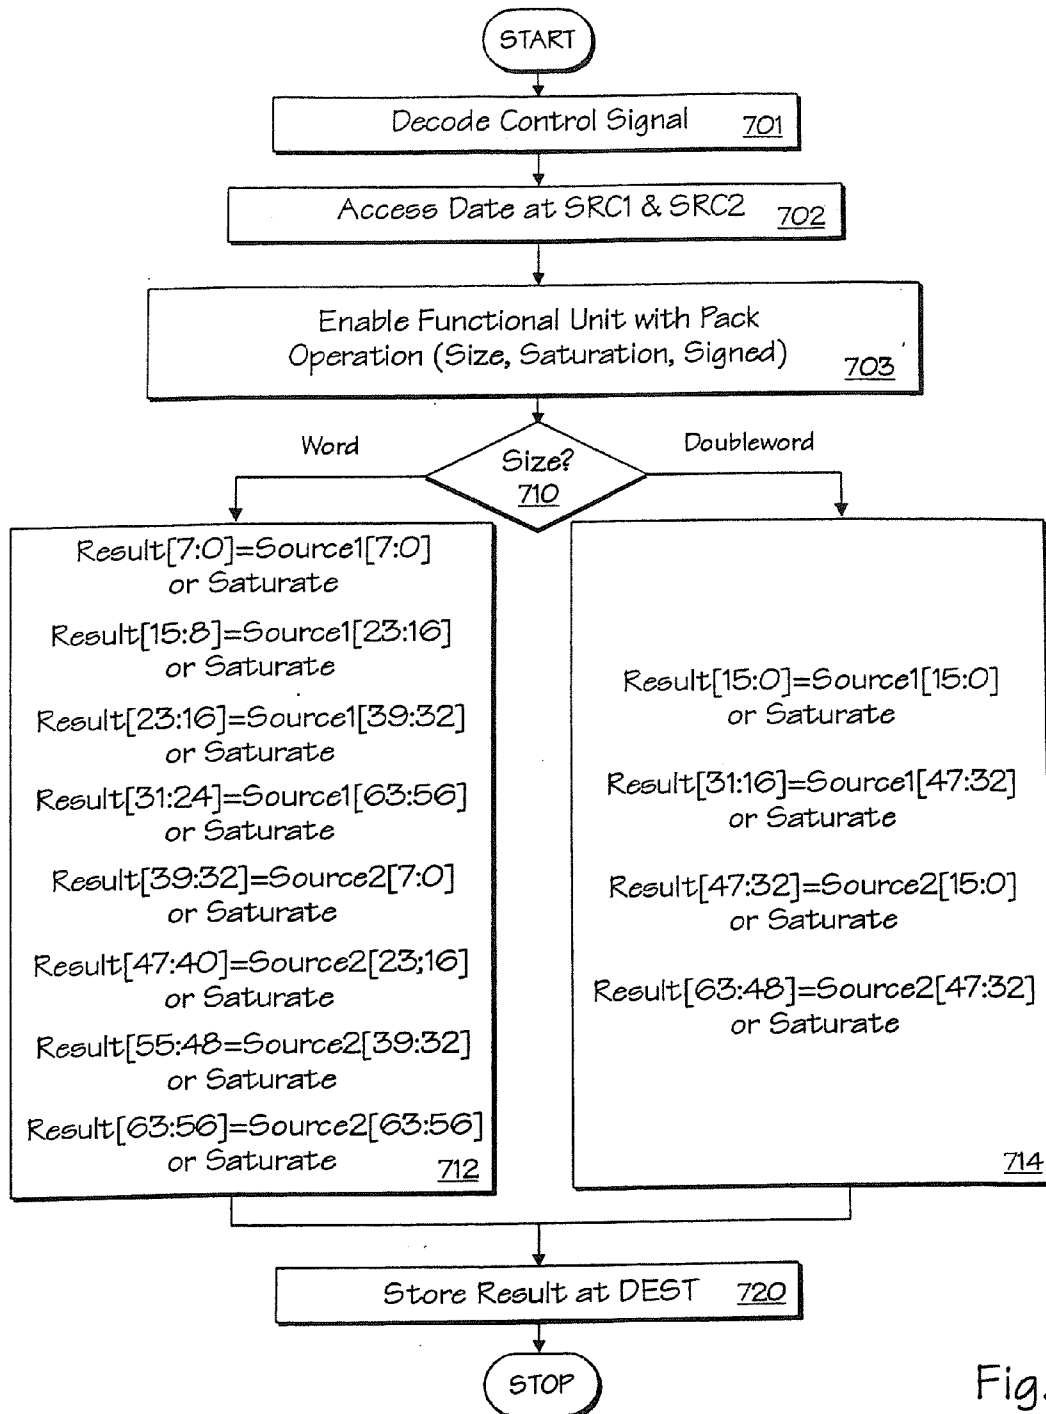 START
Decode Control Signal 701
Access Date at SRC1 & SRC2 702
Enable Functional Unit with Pack
Operation (Size, Saturation, Signed)
703
Word
Doubleword
Size?
710
Result[7:0]=Source1[7:0]
or Saturate
Result[15:8]=Source1[23:16]
or Saturate
Result[23:16]=Source1[39:32]
or Saturate
Result[31:24]=Source1[63:56]
or Saturate
Result[39:32]=Source2[7:0]
or Saturate
Result[47:40]=Source2[23;16]
or Saturate
Result[55:48=Source2[39:32]
or Saturate
Result[63:56]=Source2[63:56]
or Saturate
712
Result[15:0]=Source1[15:0]
or Saturate
Result[31:16]=Source1[47:32]
or Saturate
Result[47:32]=Source2[15:0]
or Saturate
Result[63:48]=Source2[47:32]
or Saturate
714
Store Result at DEST 720
STOP
Fig.